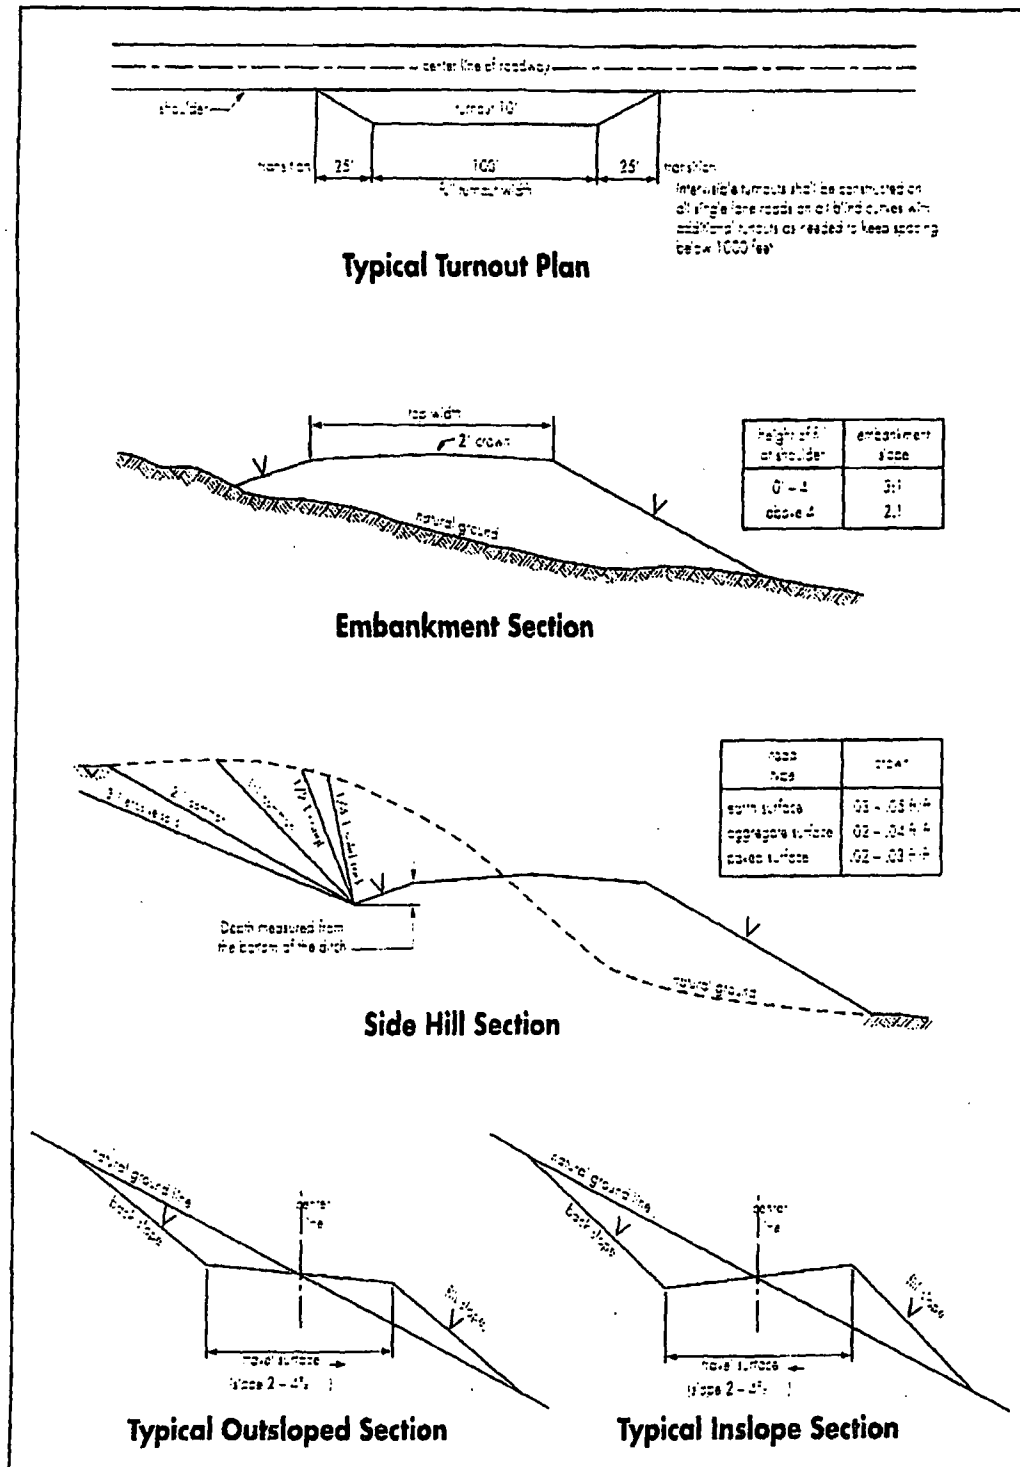 center line of roadway
shoulder
turnout 10'
transition 25' 100' 25' transition
full turnout width
Intervisible turnouts shall be constructed on
all single lane roads on all blind curves with
additional turnouts as needed to keep spacing
below 1000 feet
Typical Turnout Plan
top width
2' crown
height of fill
at shoulder
embankment
slope
0' - 4' 3:1
above 4' 2:1
natural ground
Embankment Section
road
type
crown
earth surface .03 - .05 ft/ft
aggregate surface .02 - .04 ft/ft
paved surface .02 - .03 ft/ft
Depth measured from
the bottom of the ditch
natural ground
Side Hill Section
natural ground line
back slope
center
line
fill slope
travel surface
(slope 2 - 4% )
Typical Outsloped Section
natural ground line
back slope
center
line
fill slope
travel surface
(slope 2 - 4% )
Typical Inslope Section